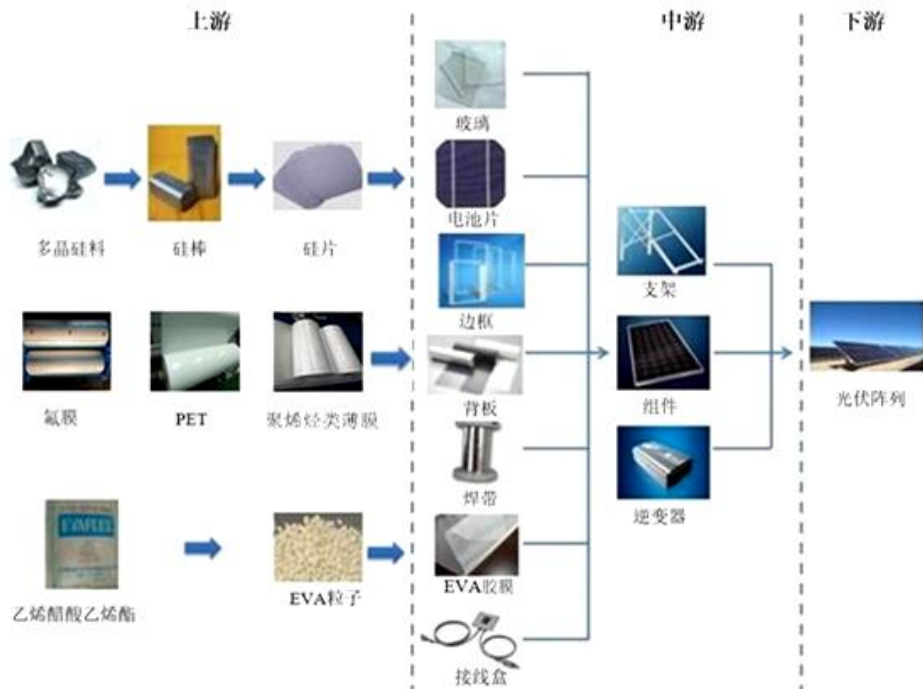 上游
中游
下游
玻璃
电池片
多晶硅料
硅棒
硅片
边框
支架
氟膜
PET
聚烯烃类薄膜
背板
组件
光伏阵列
焊带
逆变器
乙烯醋酸乙烯酯
EVA粒子
EVA胶膜
接线盒